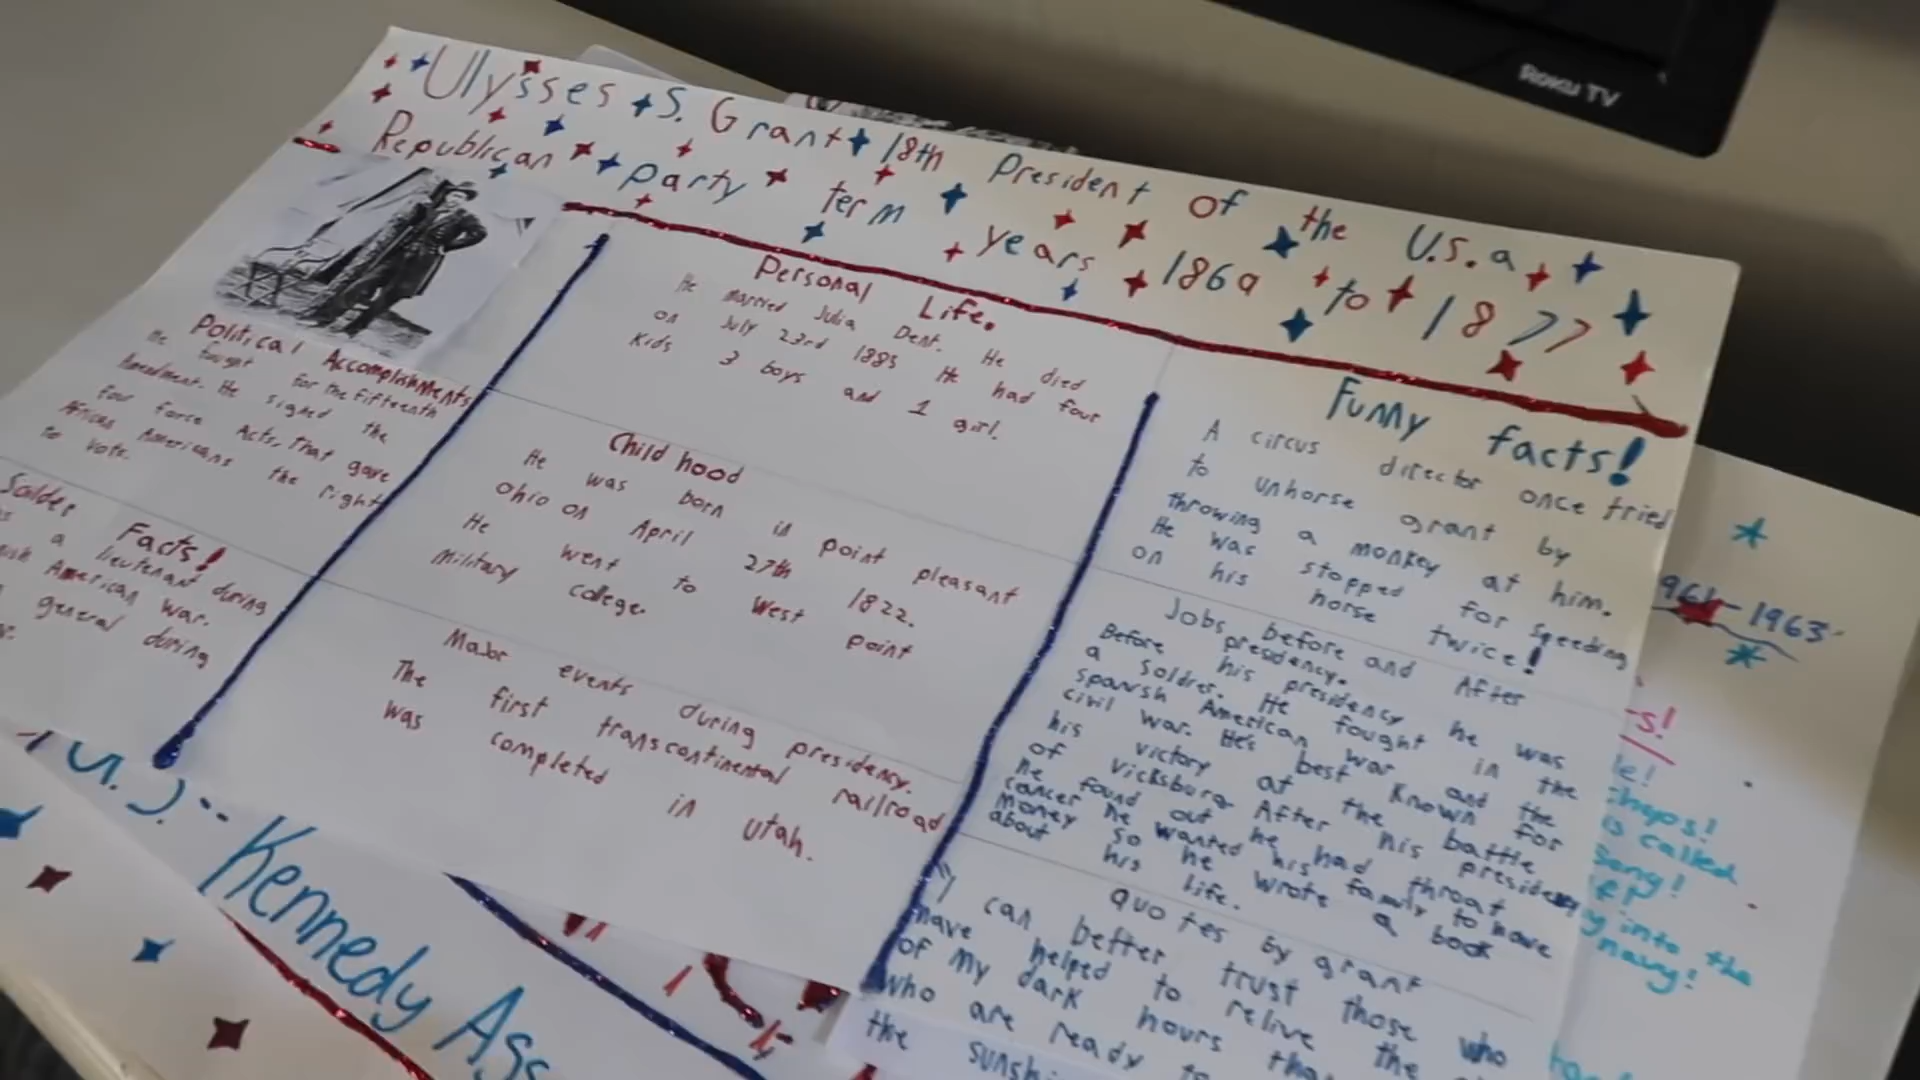 Roku TV
Ulysses S. Grant 18th President of the U.S.a
Republican party term years 1869 to 1877
Political Accomplishments
He fought for the fifteenth
Amendment. He signed the
four force Acts, that gave
African Americans the right
to vote.
Facts!
a lieutenant during
American war.
general during
Personal Life.
He married Julia Dent. He died
on July 23rd 1885 He had four
kids 3 boys and 1 girl.
Child hood
He was born in point pleasant
Ohio on April 27th 1822.
He went to West point
Military college
Major events during presidency.
The first transcontinental railroad
was completed in Utah.
Funny facts!
A circus director once tried
to unhorse grant by
throwing a monkey at him.
He was stopped for speeding
on his horse twice!
Jobs before and After
presidency.
Before his presidency he was
a soldier. He fought in the
spanish American war and the
civil war. He's best known for
his victory at the battle
of Vicksburg After his presidency
he found out he had throat
cancer he wanted his family to have
money so he wrote a book
about his life.
quotes by grant
"I can better trust those who
have helped to relive the
of my dark hours
who are ready to
the
1963
chops!
is called
Song!
into the
navy!
Kennedy